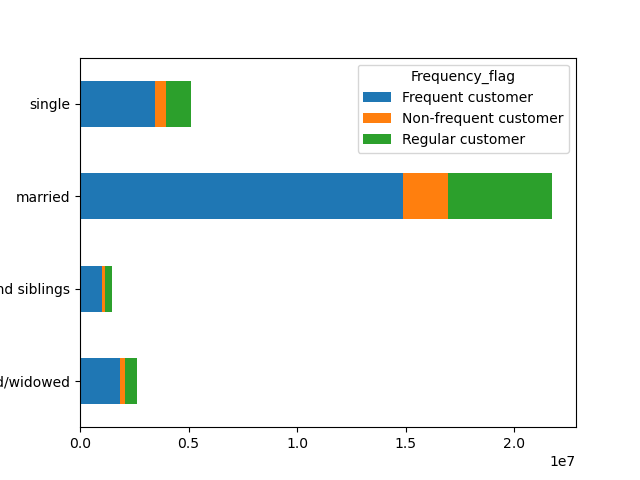 Frequency_flag
Frequent customer
Non-frequent customer
Regular customer
single
married
nd siblings
d/widowed
0.0 0.5 1.0 1.5 2.0
1e7